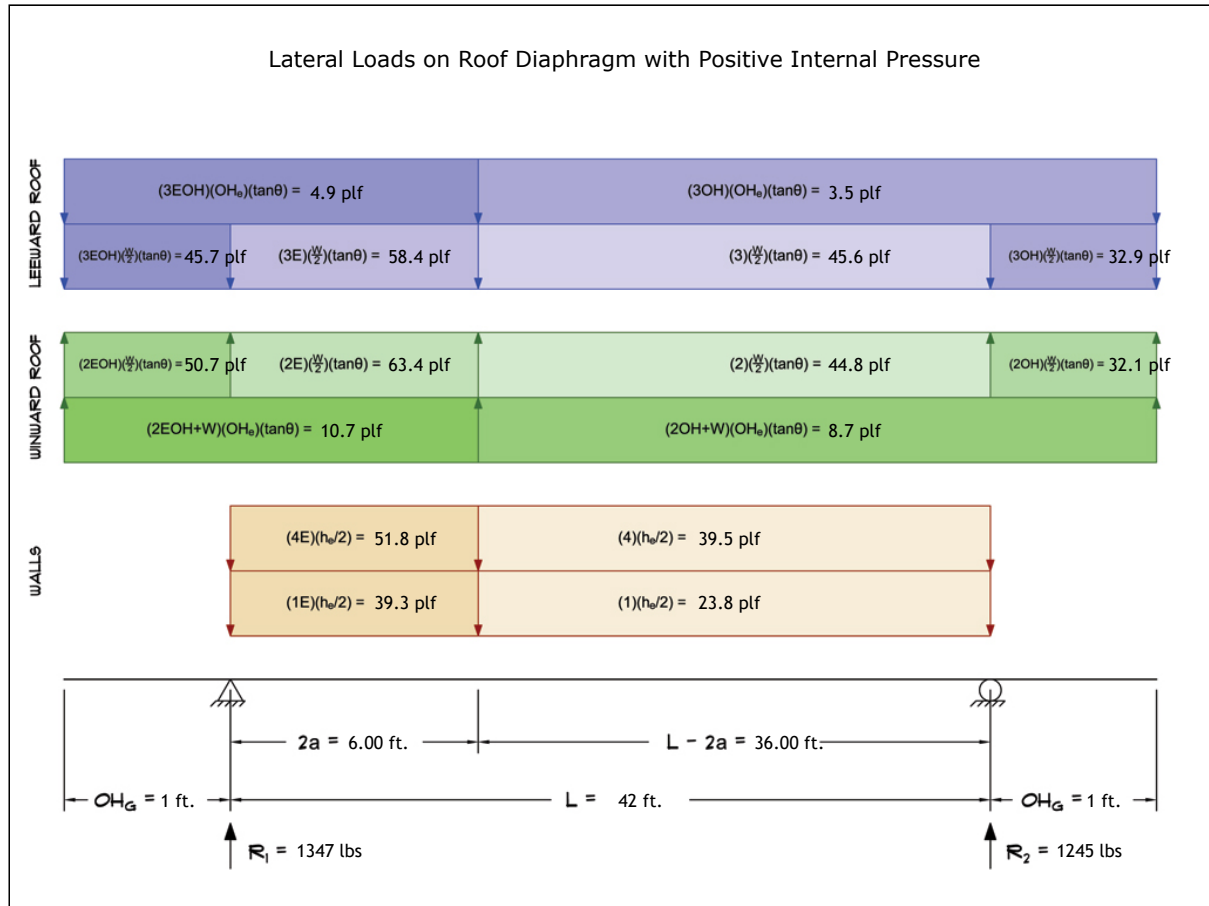 Lateral Loads on Roof Diaphragm with Positive Internal Pressure
LEEWARD ROOF
(3EOH)(OHₑ)(tanθ) = 4.9 plf
(3OH)(OHₑ)(tanθ) = 3.5 plf
(3EOH)(W/2)(tanθ) = 45.7 plf
(3E)(W/2)(tanθ) = 58.4 plf
(3)(W/2)(tanθ) = 45.6 plf
(3OH)(W/2)(tanθ) = 32.9 plf
WINWARD ROOF
(2EOH)(W/2)(tanθ) = 50.7 plf
(2E)(W/2)(tanθ) = 63.4 plf
(2)(W/2)(tanθ) = 44.8 plf
(2OH)(W/2)(tanθ) = 32.1 plf
(2EOH+W)(OHₑ)(tanθ) = 10.7 plf
(2OH+W)(OHₑ)(tanθ) = 8.7 plf
WALLS
(4E)(hₑ/2) = 51.8 plf
(4)(hₑ/2) = 39.5 plf
(1E)(hₑ/2) = 39.3 plf
(1)(hₑ/2) = 23.8 plf
2a = 6.00 ft.
L - 2a = 36.00 ft.
OH_G = 1 ft.
L = 42 ft.
OH_G = 1 ft.
R₁ = 1347 lbs
R₂ = 1245 lbs